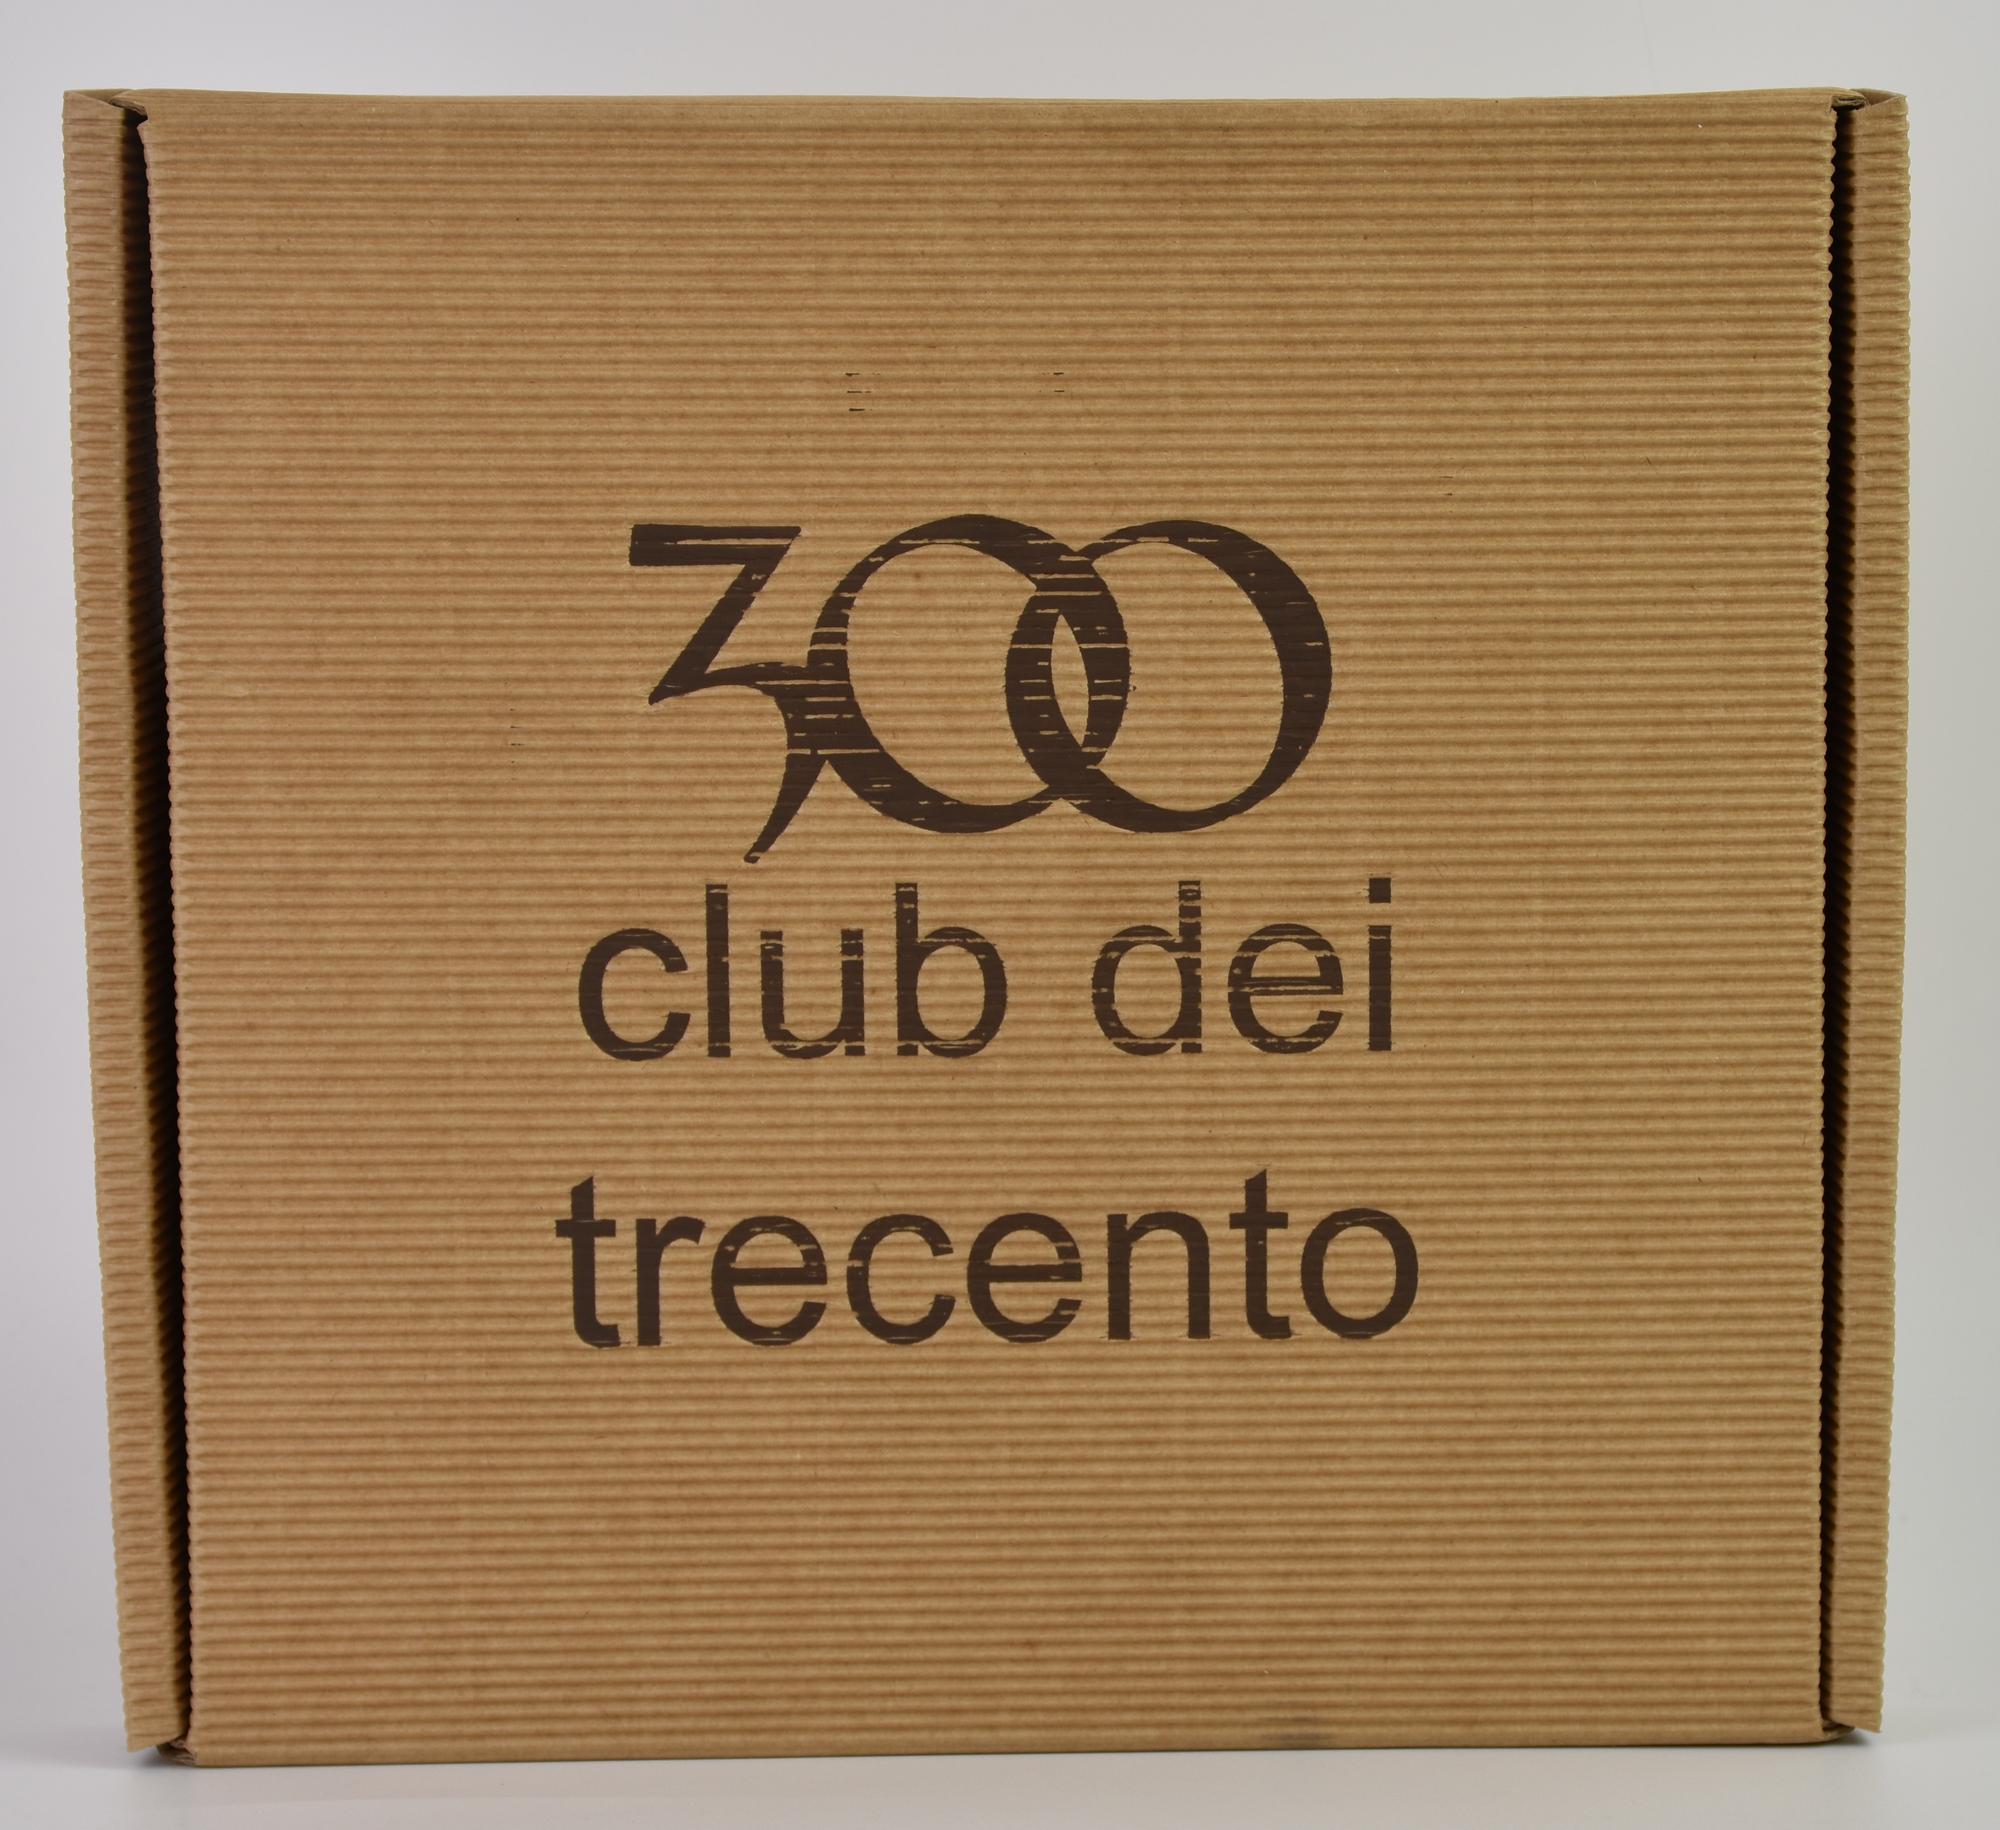 300
club dei
trecento